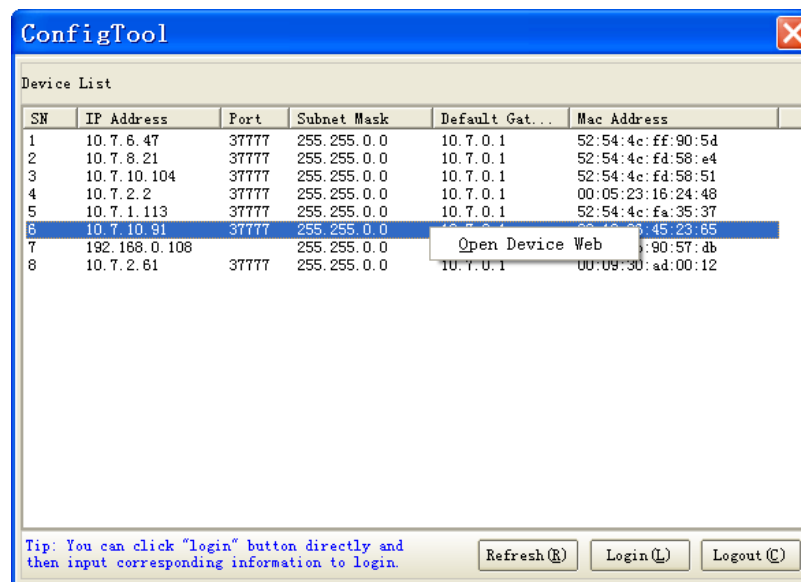 ConfigTool
Device List
SN IP Address Port Subnet Mask Default Gat... Mac Address
1 10.7.6.47 37777 255.255.0.0 10.7.0.1 52:54:4c:ff:90:5d
2 10.7.8.21 37777 255.255.0.0 10.7.0.1 52:54:4c:fd:58:e4
3 10.7.10.104 37777 255.255.0.0 10.7.0.1 52:54:4c:fd:58:51
4 10.7.2.2 37777 255.255.0.0 10.7.0.1 00:05:23:16:24:48
5 10.7.1.113 37777 255.255.0.0 10.7.0.1 52:54:4c:fa:35:37
6 10.7.10.91 37777 255.255.0.0 :45:23:65
Open Device Web
7 192.168.0.108 255.255.0.0 :90:57:db
8 10.7.2.61 37777 255.255.0.0 10.7.0.1 00:09:30:ad:00:12
Tip: You can click "login" button directly and
then input corresponding information to login.
Refresh(R) Login(L) Logout(C)